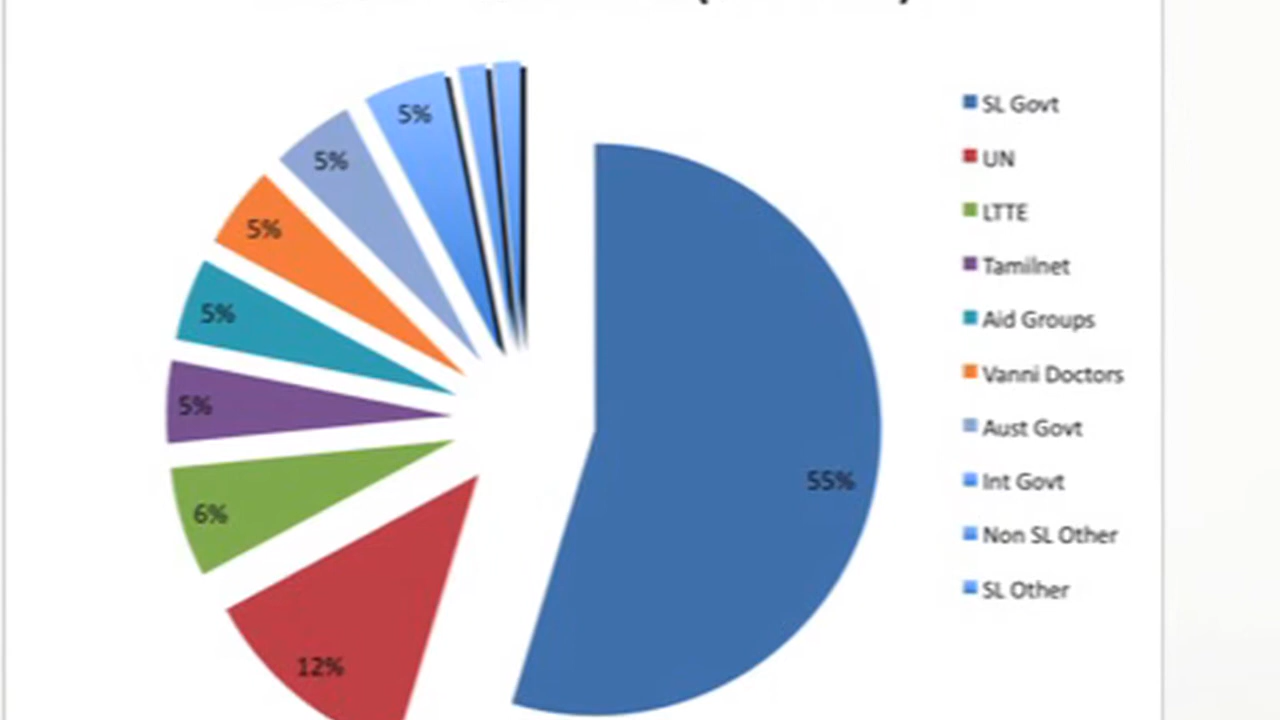 5%
5%
5%
5%
5%
6%
12%
55%
SL Govt
UN
LTTE
Tamilnet
Aid Groups
Vanni Doctors
Aust Govt
Int Govt
Non SL Other
SL Other